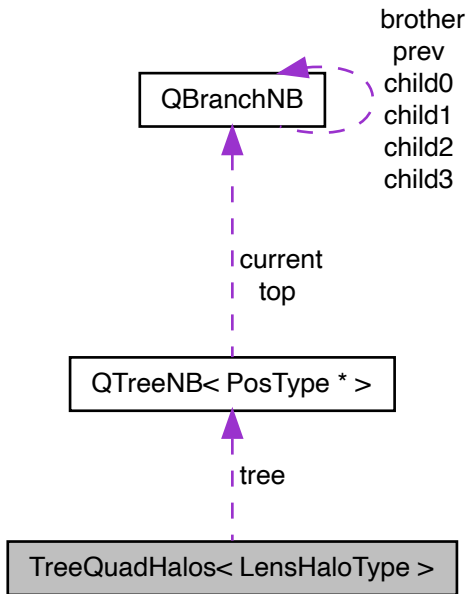 brother
prev
child0
child1
child2
child3
QBranchNB
current
top
QTreeNB< PosType * >
tree
TreeQuadHalos< LensHaloType >